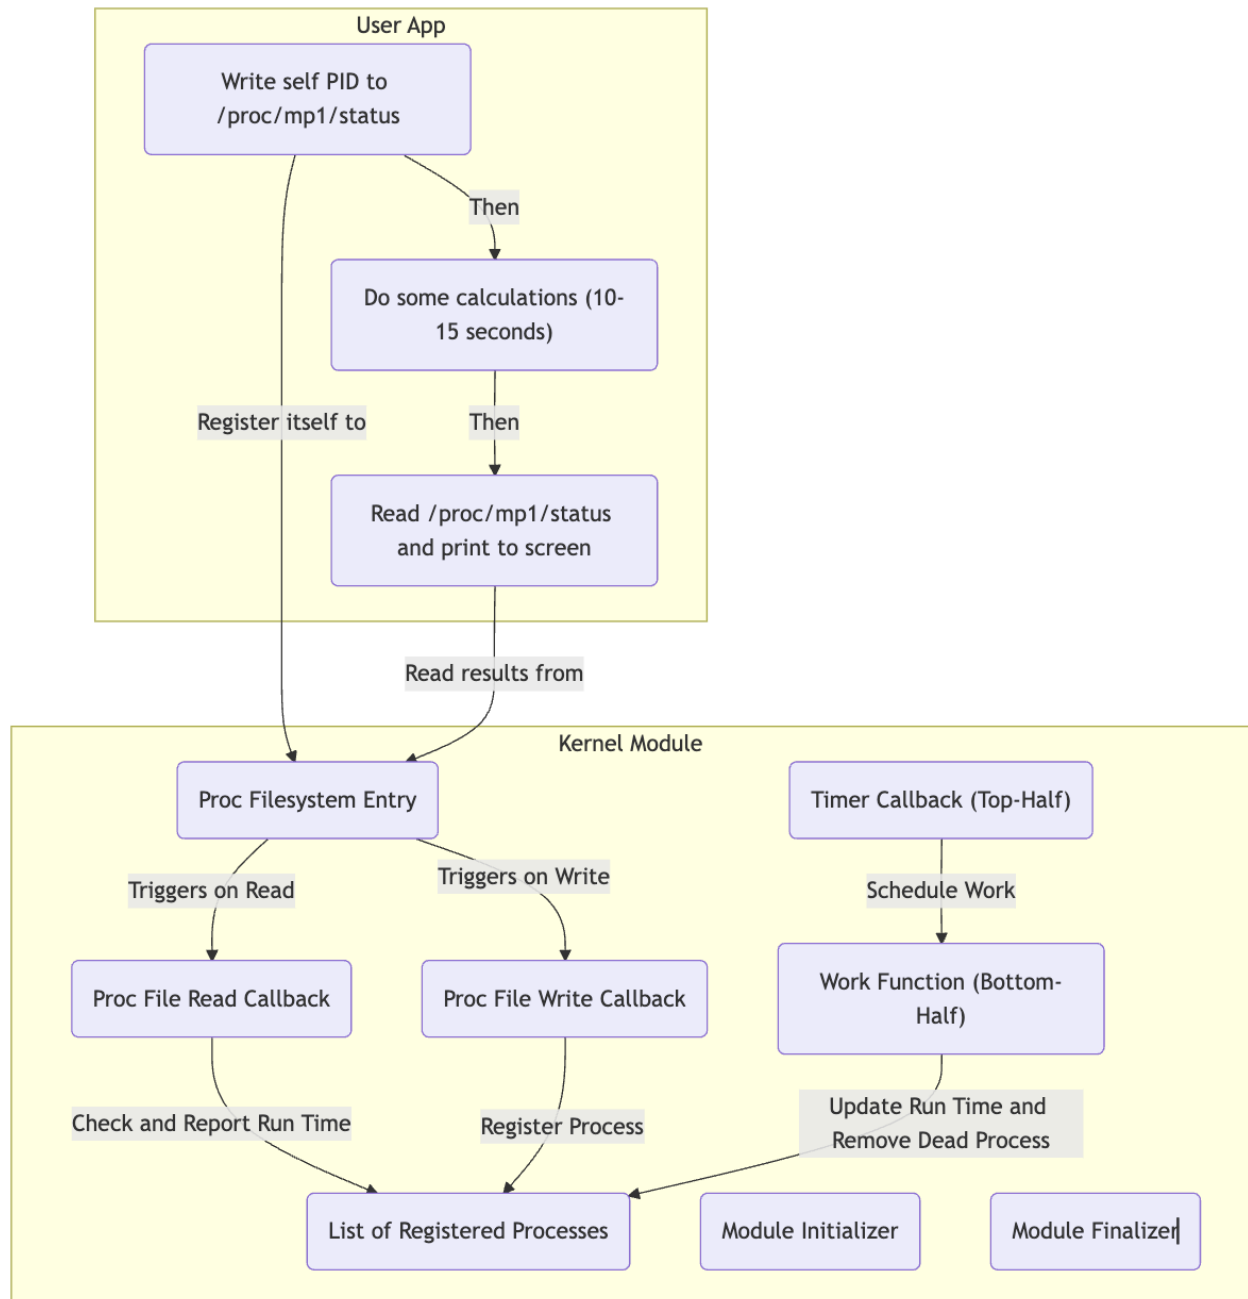 User App
Write self PID to
/proc/mp1/status
Then
Do some calculations (10-
15 seconds)
Register itself to
Then
Read /proc/mp1/status
and print to screen
Read results from
Kernel Module
Proc Filesystem Entry
Timer Callback (Top-Half)
Triggers on Read
Triggers on Write
Schedule Work
Proc File Read Callback
Proc File Write Callback
Work Function (Bottom-
Half)
Check and Report Run Time
Register Process
Update Run Time and
Remove Dead Process
List of Registered Processes
Module Initializer
Module Finalizer